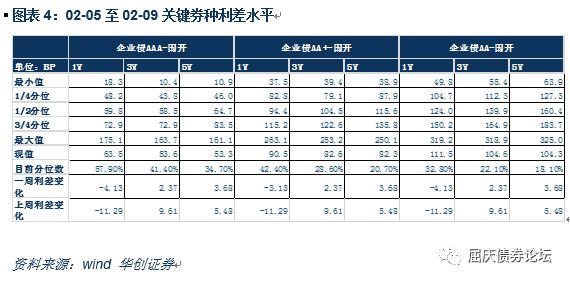 图表 4：02-05 至 02-09 关键券种利差水平
企业债AAA-国开 企业债AA+-国开 企业债AA-国开
单位：BP 1Y 3Y 5Y 1Y 3Y 5Y 1Y 3Y 5Y
最小值 18.3 10.4 10.9 37.5 39.4 38.9 49.8 55.4 63.9
1/4分位 48.2 43.8 46.0 82.8 79.1 87.9 104.7 112.3 127.3
1/2分位 59.8 58.5 64.7 94.4 104.5 115.6 124.0 139.9 160.4
3/4分位 72.9 72.9 83.5 115.2 122.6 135.8 150.2 164.9 183.7
最大值 175.1 163.7 161.1 263.1 253.2 250.1 319.2 318.9 325.0
现值 63.5 53.6 53.3 90.5 82.6 82.3 111.5 104.6 104.3
目前分位数 57.90% 41.40% 34.70% 42.40% 28.60% 20.70% 32.80% 22.10% 18.10%
一周利差变化 -4.13 2.37 3.68 -3.13 2.37 3.68 -4.13 2.37 3.68
上周利差变化 -11.29 9.61 5.48 -11.29 9.61 5.48 -11.29 9.61 5.48
资料来源：wind 华创证券
屈庆债券论坛